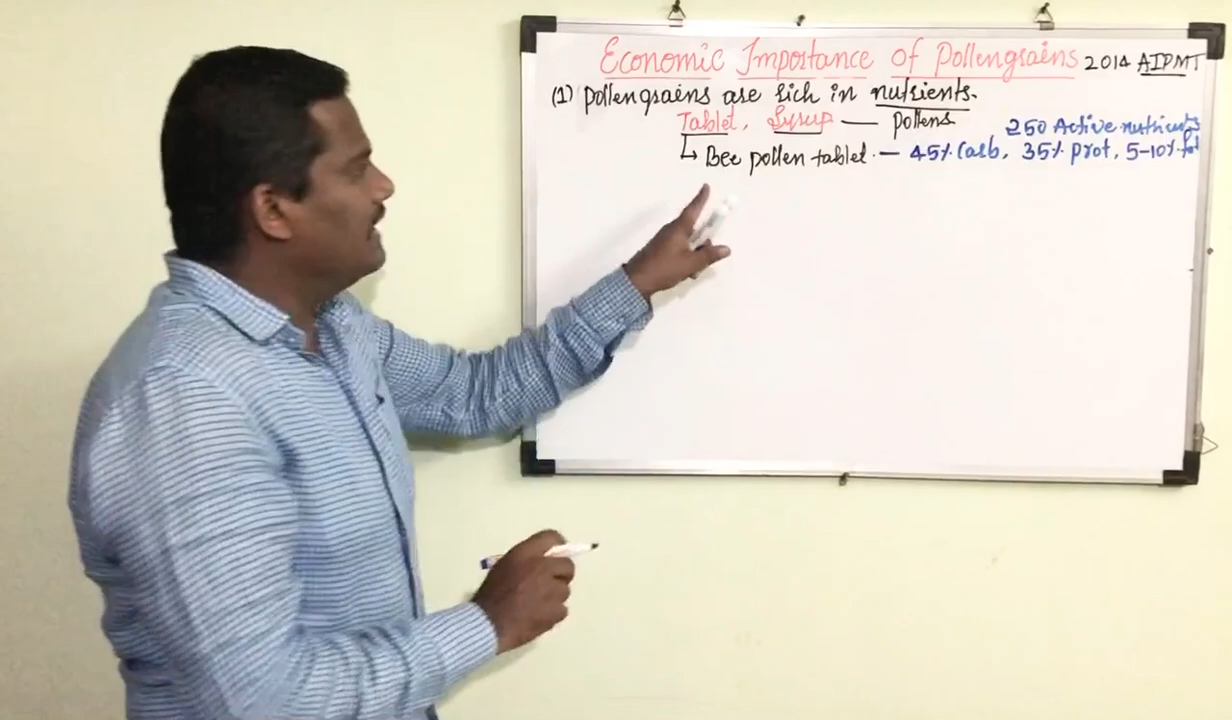 Economic Importance of Pollengrains 2014 AIPMT
(1) Pollengrains are rich in nutrients.
Tablet, Syrup — pollens
250 Active nutrients
↳ Bee pollen tablet. — 45% Carb, 35% prot, 5-10% fat